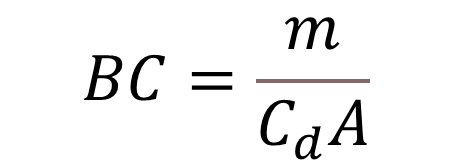 BC = m / C_d A